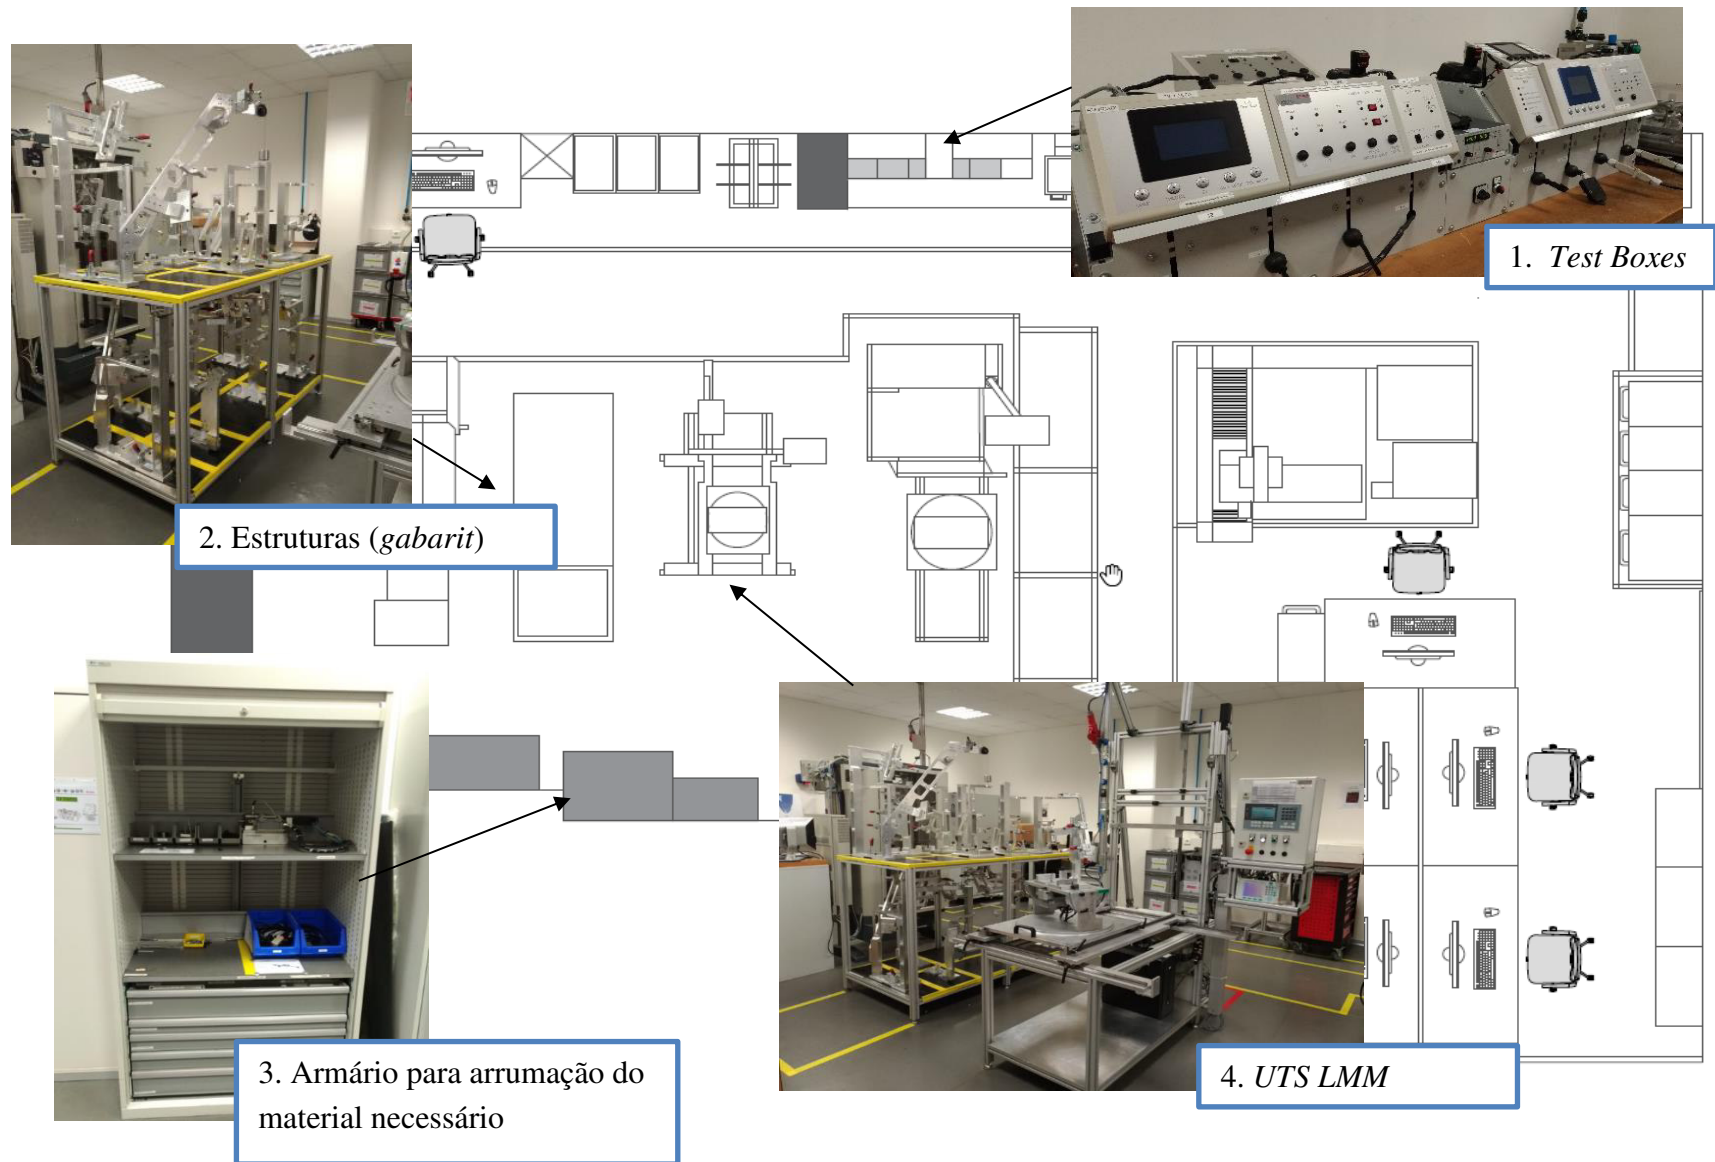 1. Test Boxes
2. Estruturas (gabarit)
3. Armário para arrumação do
material necessário
4. UTS LMM